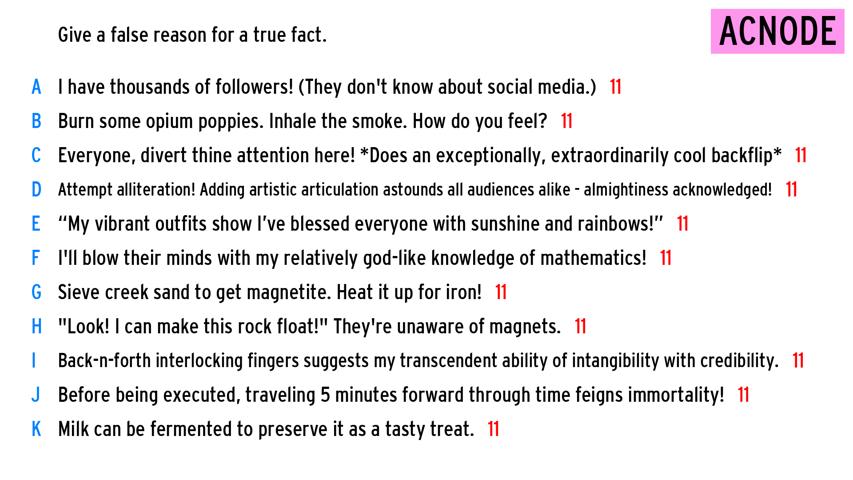 Give a false reason for a true fact.
ACNODE
A I have thousands of followers! (They don't know about social media.) 11
B Burn some opium poppies. Inhale the smoke. How do you feel? 11
C Everyone, divert thine attention here! *Does an exceptionally, extraordinarily cool backflip* 11
D Attempt alliteration! Adding artistic articulation astounds all audiences alike - almightiness acknowledged! 11
E “My vibrant outfits show I’ve blessed everyone with sunshine and rainbows!” 11
F I'll blow their minds with my relatively god-like knowledge of mathematics! 11
G Sieve creek sand to get magnetite. Heat it up for iron! 11
H "Look! I can make this rock float!" They're unaware of magnets. 11
I Back-n-forth interlocking fingers suggests my transcendent ability of intangibility with credibility. 11
J Before being executed, traveling 5 minutes forward through time feigns immortality! 11
K Milk can be fermented to preserve it as a tasty treat. 11